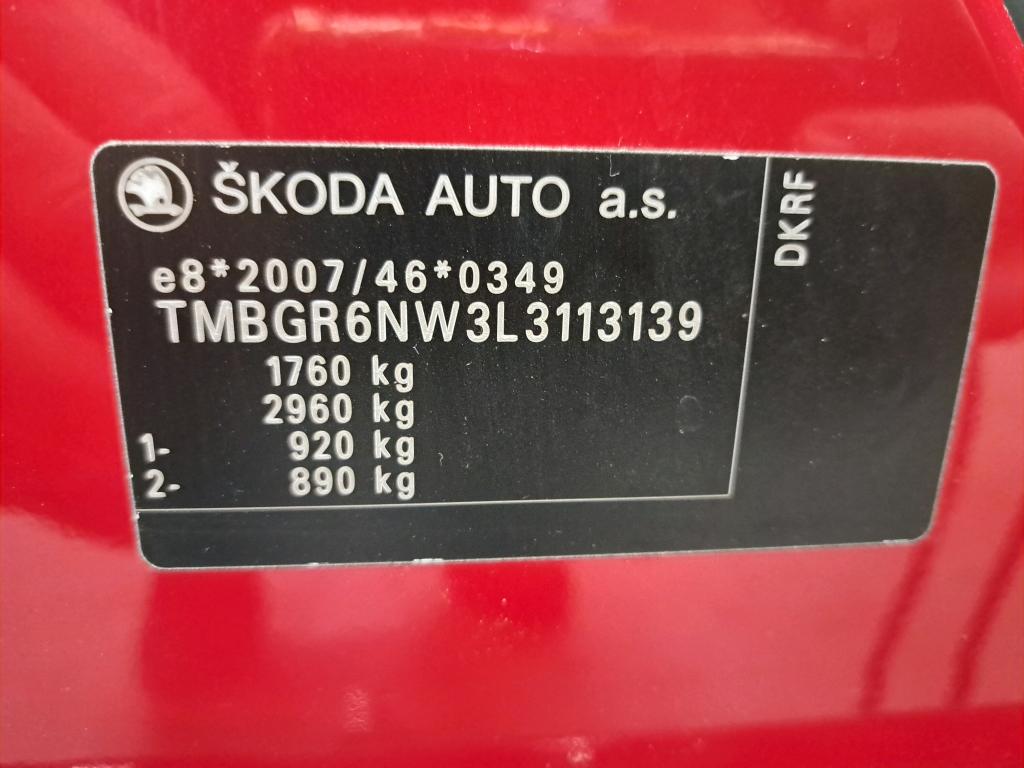 ŠKODA AUTO a.s.
e8*2007/46*0349
TMBGR6NW3L3113139
1760 kg
2960 kg
1- 920 kg
2- 890 kg
DKRF